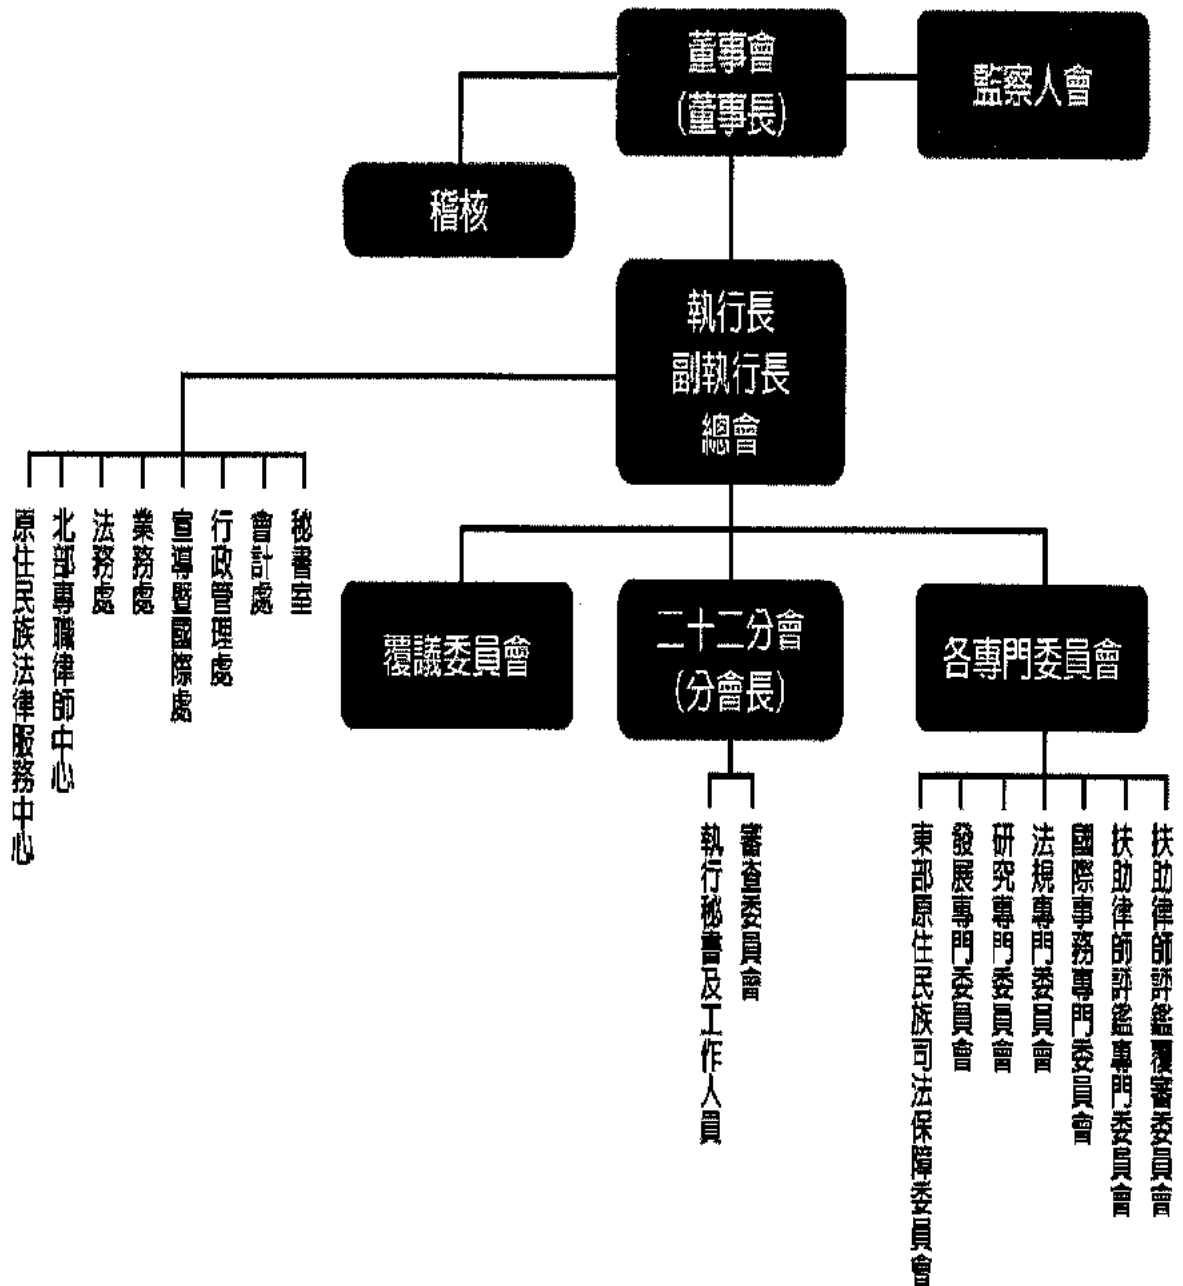 董事會
(董事長)
監察人會
稽核
執行長
副執行長
總會
原住民族法律服務中心
北部專職律師中心
法務處
業務處
宣導暨國際處
行政管理處
會計處
秘書室
覆議委員會
二十二分會
(分會長)
各專門委員會
執行秘書及工作人員
審查委員會
東部原住民族司法保障委員會
發展專門委員會
研究專門委員會
法規專門委員會
國際事務專門委員會
扶助律師評鑑專門委員會
扶助律師評鑑覆審委員會